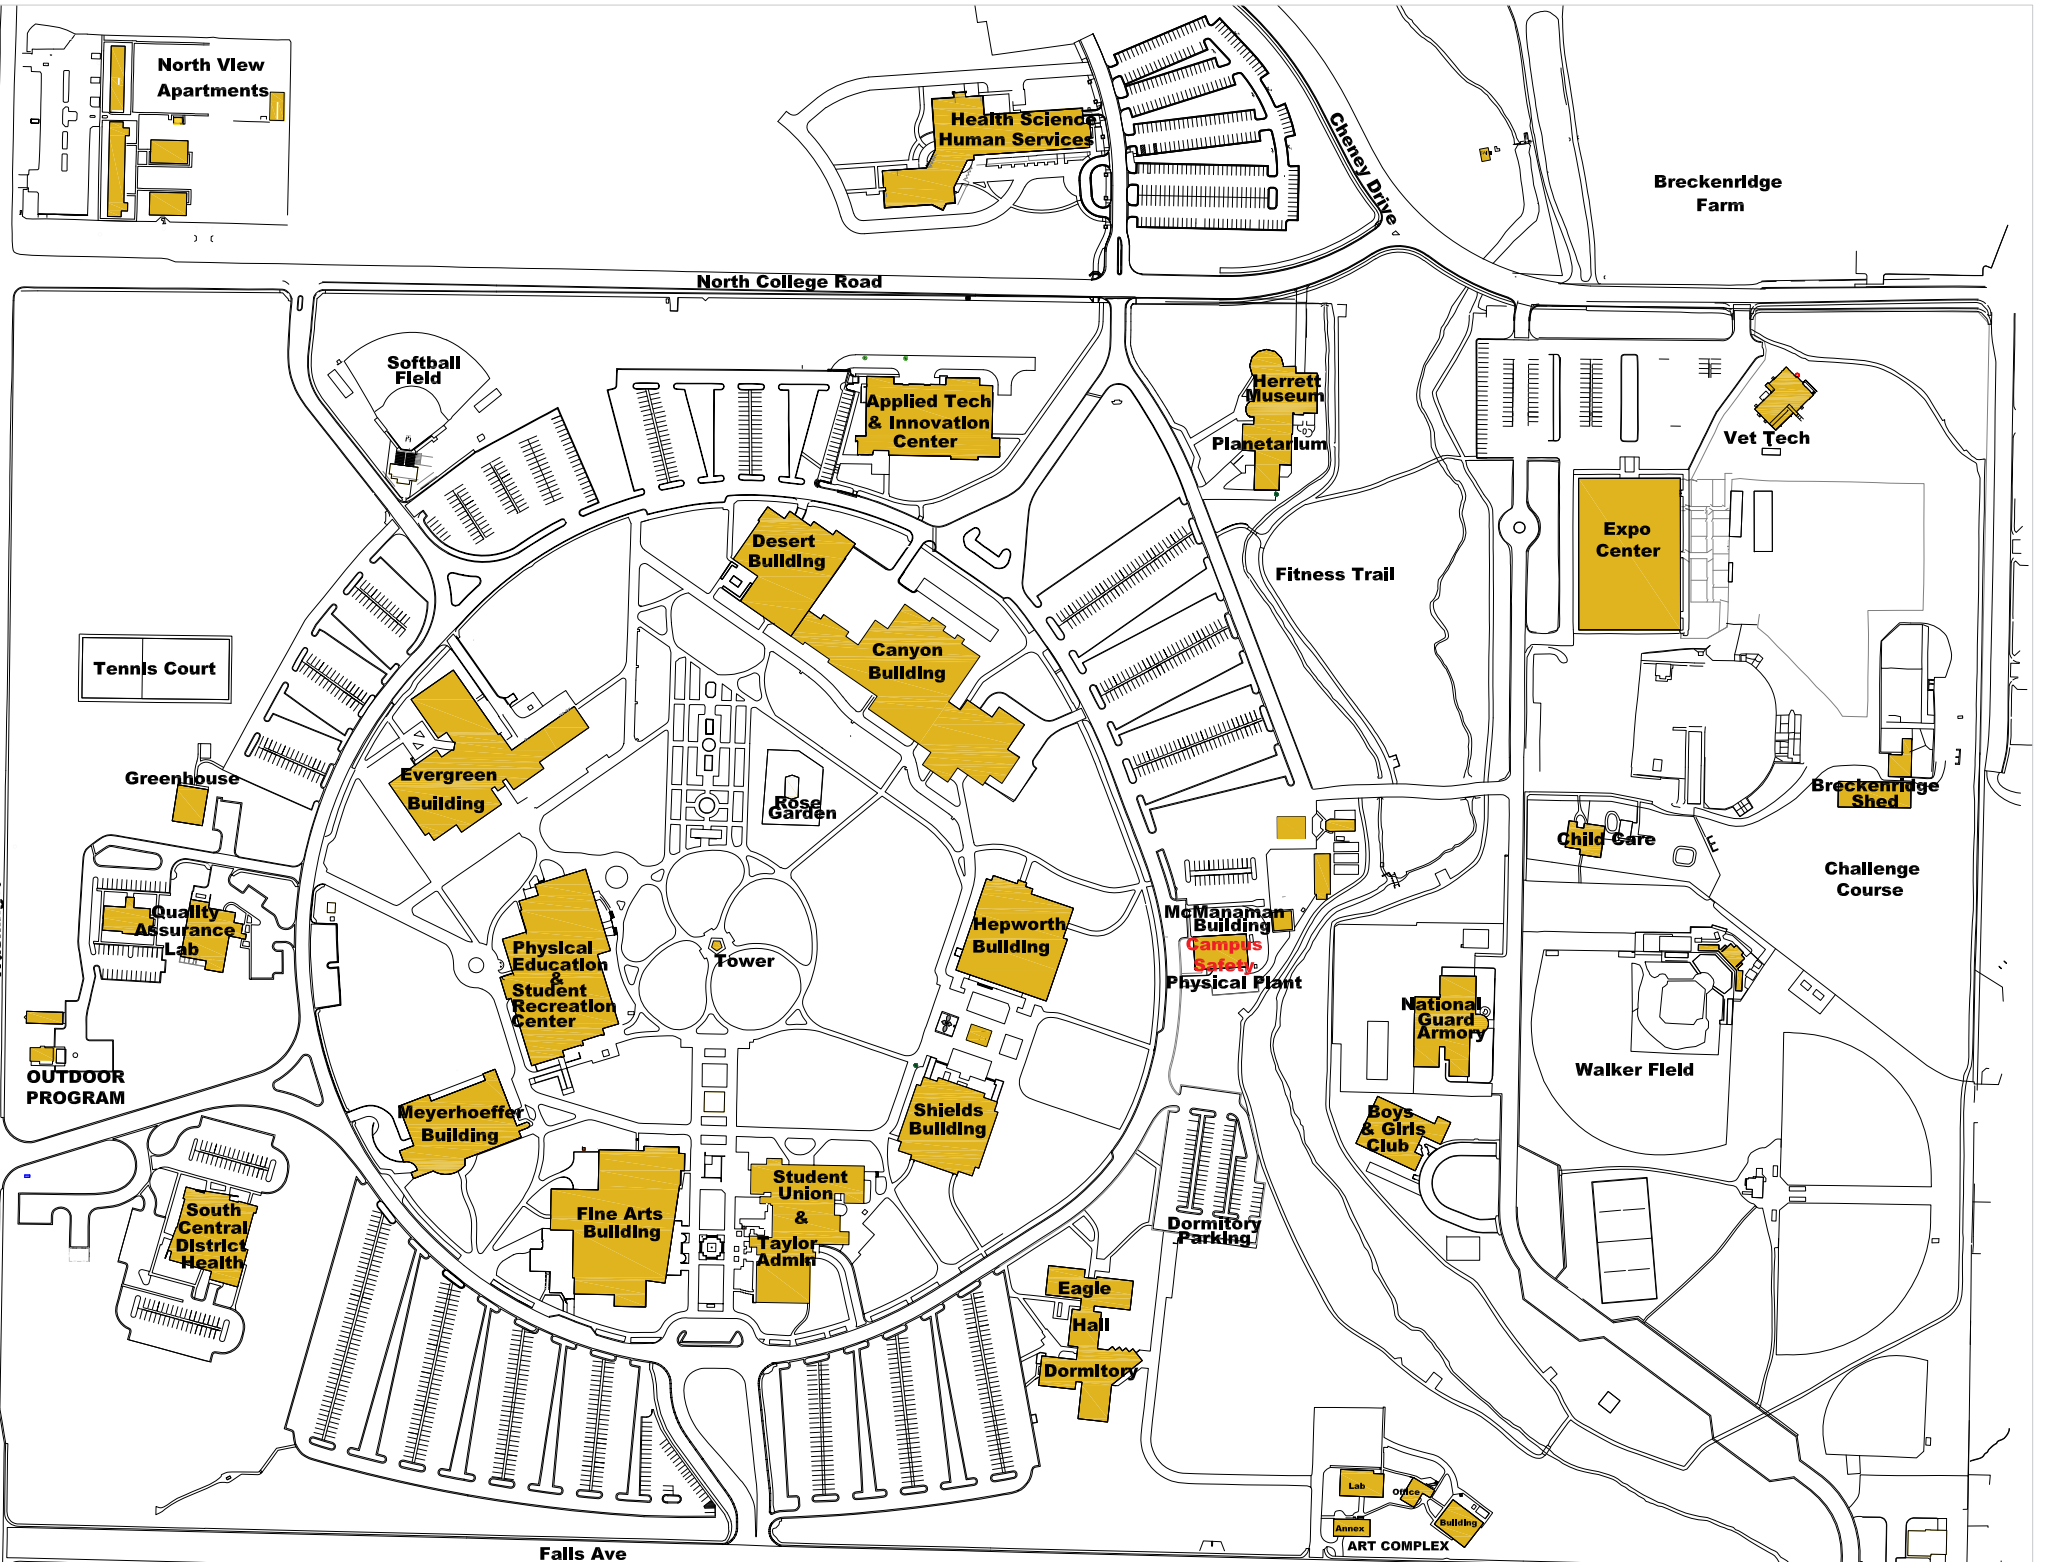 North View
Apartments
Health Science
Human Services
Cheney Drive
Breckenridge
Farm
North College Road
Softball
Field
Applied Tech
& Innovation
Center
Herrett
Museum
Planetarium
Vet Tech
Desert
Building
Expo
Center
Fitness Trail
Canyon
Building
Tennis Court
Greenhouse
Evergreen
Building
Rose
Garden
Breckenridge
Shed
Child Care
Challenge
Course
Quality
Assurance
Lab
Physical
Education
&
Student
Recreation
Center
Tower
Hepworth
Building
McManaman
Building
Campus
Safety
Physical Plant
National
Guard
Armory
Walker Field
OUTDOOR
PROGRAM
Meyerhoeffer
Building
Shields
Building
Boys
& Girls
Club
South
Central
District
Health
Fine Arts
Building
Student
Union
&
Taylor
Admin
Dormitory
Parking
Eagle
Hall
Dormitory
Lab
Office
Annex
Building
ART COMPLEX
Falls Ave